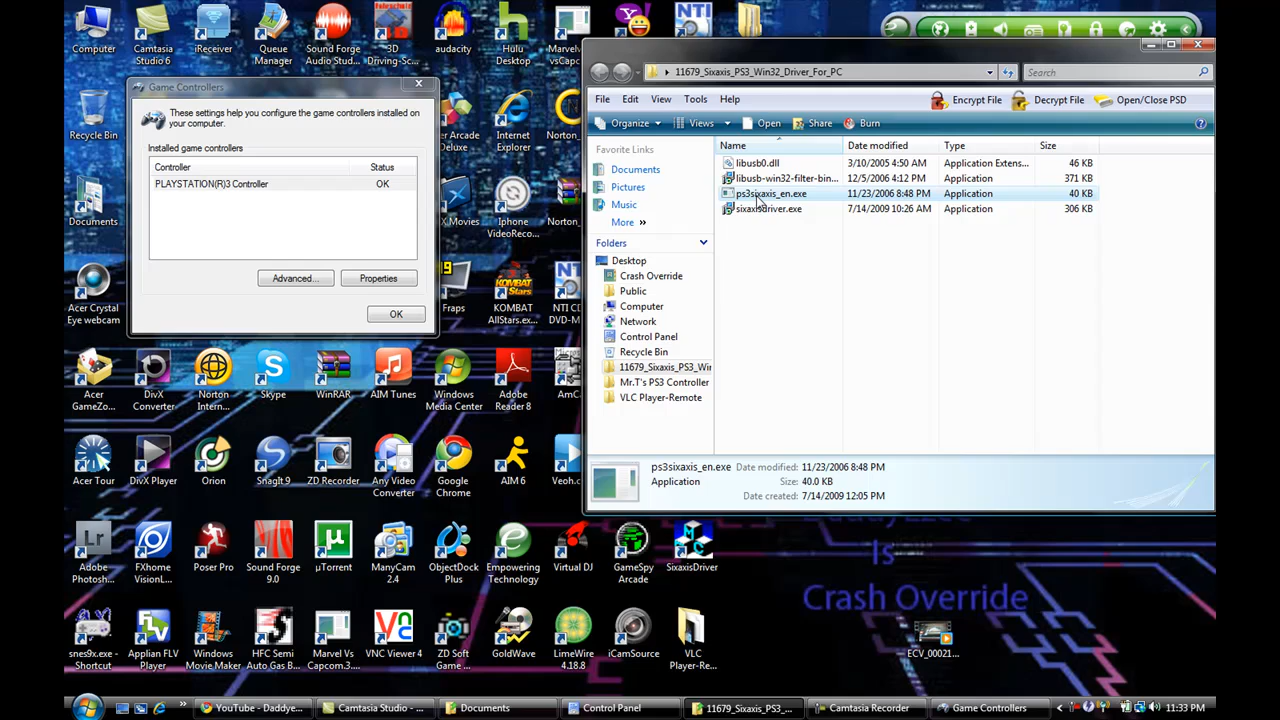 Computer
Camtasia Studio 6
iReceiver
Queue Manager
Sound Forge Audio Stud...
3D Driving-Sc...
audacity
Hulu Desktop
Marvel vsCapc...
Game Controllers
These settings help you configure the game controllers installed on your computer.
Installed game controllers
Controller
Status
PLAYSTATION(R)3 Controller
OK
Advanced...
Properties
OK
11679_Sixaxis_PS3_Win32_Driver_For_PC
Search
File
Edit
View
Tools
Help
Encrypt File
Decrypt File
Open/Close PSD
Organize
Views
Open
Share
Burn
Favorite Links
Documents
Pictures
Music
More »
Folders
Desktop
Crash Override
Public
Computer
Network
Control Panel
Recycle Bin
11679_Sixaxis_PS3_Wi
Mr.T's PS3 Controller
VLC Player-Remote
Name
Date modified
Type
Size
libusb0.dll 3/10/2005 4:50 AM Application Extens... 46 KB
libusb-win32-filter-bin... 12/5/2006 4:12 PM Application 371 KB
ps3sixaxis_en.exe 11/23/2006 8:48 PM Application 40 KB
sixaxisdriver.exe 7/14/2009 10:26 AM Application 306 KB
ps3sixaxis_en.exe Date modified: 11/23/2006 8:48 PM
Application Size: 40.0 KB
Date created: 7/14/2009 12:05 PM
Recycle Bin
Internet Explorer
Documents
Iphone VideoReco...
Acer Crystal Eye webcam
Fraps
KOMBAT AllStars.ex...
Acer GameZo...
DivX Converter
Norton Intern...
Skype
WinRAR
AIM Tunes
Windows Media Center
Adobe Reader 8
Acer Tour
DivX Player
Orion
SnagIt 9
ZD Recorder
Any Video Converter
Google Chrome
AIM 6
Veoh.c
Adobe Photosh...
FXhome VisionL...
Poser Pro
Sound Forge 9.0
µTorrent
ManyCam 2.4
ObjectDock Plus
Empowering Technology
Virtual DJ
GameSpy Arcade
SixaxisDriver
Is
Crash Override
snes9x.exe - Shortcut
Applian FLV Player
Windows Movie Maker
HFC Semi Auto Gas B...
Marvel Vs Capcom.3....
VNC Viewer 4
ZD Soft Game ...
GoldWave
LimeWire 4.18.8
iCamSource
VLC Player-Re...
ECV_00021...
YouTube - Daddye...
Camtasia Studio - ...
Documents
Control Panel
11679_Sixaxis_PS3_...
Camtasia Recorder
Game Controllers
11:33 PM